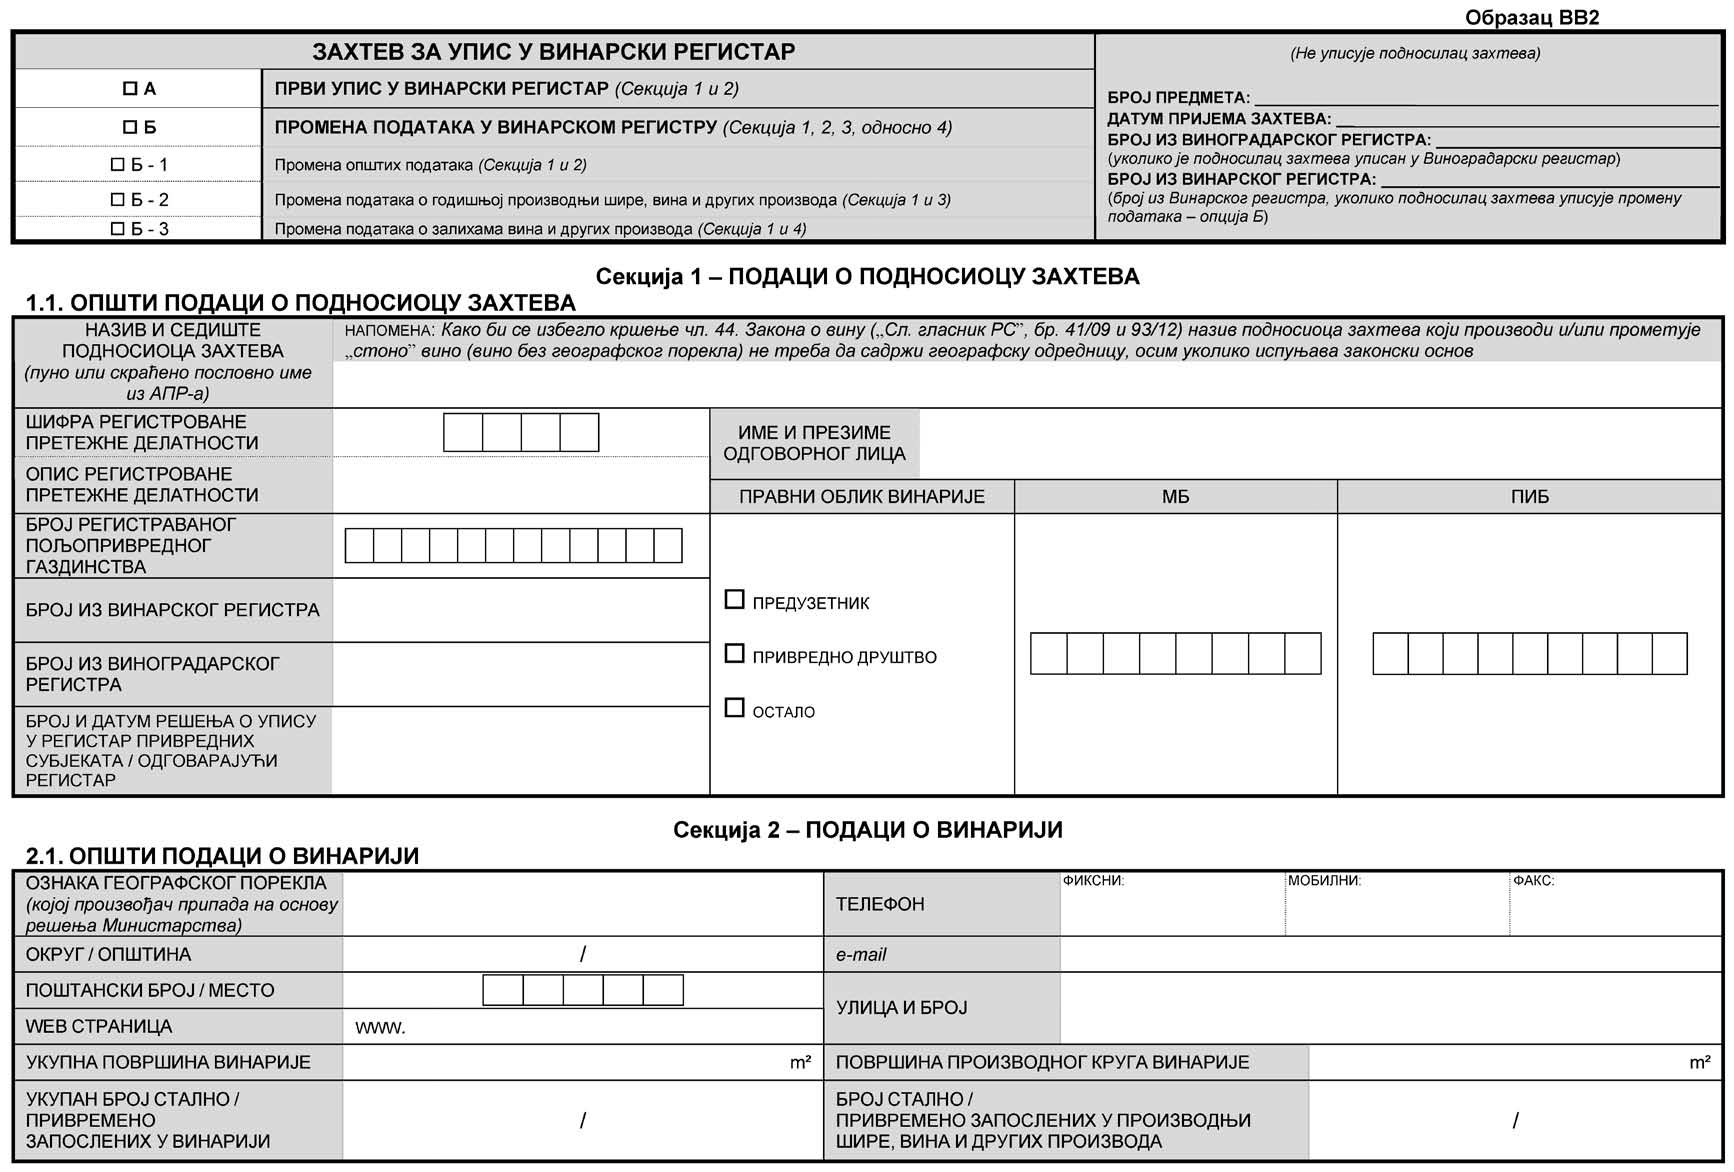 Образац ВВ2
ЗАХТЕВ ЗА УПИС У ВИНАРСКИ РЕГИСТАР
А
ПРВИ УПИС У ВИНАРСКИ РЕГИСТАР (Секција 1 и 2)
Б
ПРОМЕНА ПОДАТАКА У ВИНАРСКОМ РЕГИСТРУ (Секција 1, 2, 3, односно 4)
Б - 1
Промена општих података (Секција 1 и 2)
Б - 2
Промена података о годишњој производњи шире, вина и других производа (Секција 1 и 3)
Б - 3
Промена података о залихама вина и других производа (Секција 1 и 4)
(Не уписује подносилац захтева)
БРОЈ ПРЕДМЕТА:
ДАТУМ ПРИЈЕМА ЗАХТЕВА:
БРОЈ ИЗ ВИНОГРАДАРСКОГ РЕГИСТРА:
(уколико је подносилац захтева уписан у Виноградарски регистар)
БРОЈ ИЗ ВИНАРСКОГ РЕГИСТРА:
(број из Винарског регистра, уколико подносилац захтева уписује промену
података – опција Б)
Секција 1 – ПОДАЦИ О ПОДНОСИОЦУ ЗАХТЕВА
1.1. ОПШТИ ПОДАЦИ О ПОДНОСИОЦУ ЗАХТЕВА
НАЗИВ И СЕДИШТЕ
ПОДНОСИОЦА ЗАХТЕВА
(пуно или скраћено пословно име
из АПР-а)
НАПОМЕНА: Како би се избегло кршење чл. 44. Закона о вину („Сл. гласник РС”, бр. 41/09 и 93/12) назив подносиоца захтева који производи и/или прометује
„стоно” вино (вино без географског порекла) не треба да садржи географску одредницу, осим уколико испуњава законски основ
ШИФРА РЕГИСТРОВАНЕ
ПРЕТЕЖНЕ ДЕЛАТНОСТИ
ИМЕ И ПРЕЗИМЕ
ОДГОВОРНОГ ЛИЦА
ОПИС РЕГИСТРОВАНЕ
ПРЕТЕЖНЕ ДЕЛАТНОСТИ
ПРАВНИ ОБЛИК ВИНАРИЈЕ
МБ
ПИБ
БРОЈ РЕГИСТРАВАНОГ
ПОЉОПРИВРЕДНОГ
ГАЗДИНСТВА
БРОЈ ИЗ ВИНАРСКОГ РЕГИСТРА
БРОЈ ИЗ ВИНОГРАДАРСКОГ
РЕГИСТРА
БРОЈ И ДАТУМ РЕШЕЊА О УПИСУ
У РЕГИСТАР ПРИВРЕДНИХ
СУБЈЕКАТА / ОДГОВАРАЈУЋИ
РЕГИСТАР
ПРЕДУЗЕТНИК
ПРИВРЕДНО ДРУШТВО
ОСТАЛО
Секција 2 – ПОДАЦИ О ВИНАРИЈИ
2.1. ОПШТИ ПОДАЦИ О ВИНАРИЈИ
ОЗНАКА ГЕОГРАФСКОГ ПОРЕКЛА
(којој произвођач припада на основу
решења Министарства)
ТЕЛЕФОН
ФИКСНИ:
МОБИЛНИ:
ФАКС:
ОКРУГ / ОПШТИНА
/
e-mail
ПОШТАНСКИ БРОЈ / МЕСТО
УЛИЦА И БРОЈ
WEB СТРАНИЦА
www.
УКУПНА ПОВРШИНА ВИНАРИЈЕ
m²
ПОВРШИНА ПРОИЗВОДНОГ КРУГА ВИНАРИЈЕ
m²
УКУПАН БРОЈ СТАЛНО /
ПРИВРЕМЕНО
ЗАПОСЛЕНИХ У ВИНАРИЈИ
/
БРОЈ СТАЛНО /
ПРИВРЕМЕНО ЗАПОСЛЕНИХ У ПРОИЗВОДЊИ
ШИРЕ, ВИНА И ДРУГИХ ПРОИЗВОДА
/